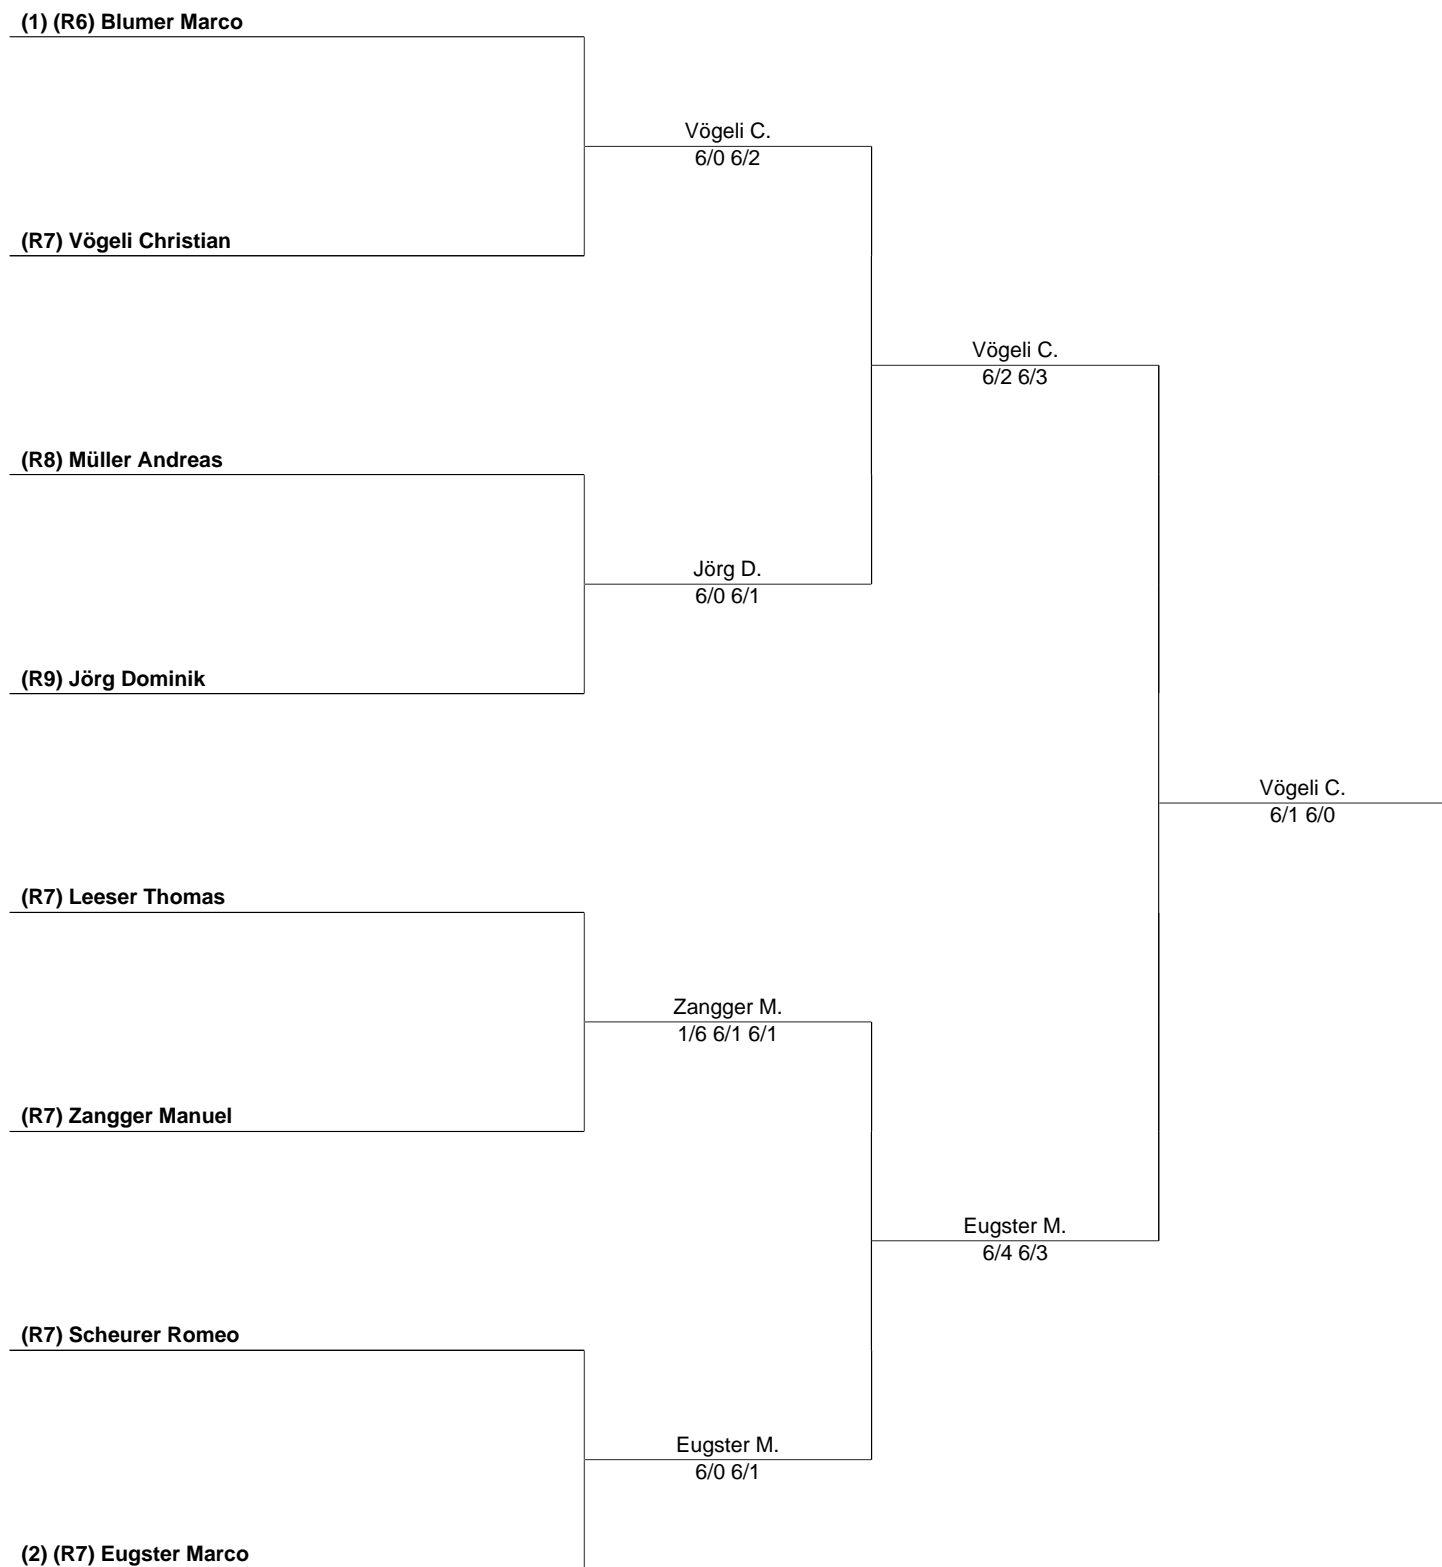 (1) (R6) Blumer Marco
Vögeli C.
6/0 6/2
(R7) Vögeli Christian
Vögeli C.
6/2 6/3
(R8) Müller Andreas
Jörg D.
6/0 6/1
(R9) Jörg Dominik
Vögeli C.
6/1 6/0
(R7) Leeser Thomas
Zangger M.
1/6 6/1 6/1
(R7) Zangger Manuel
Eugster M.
6/4 6/3
(R7) Scheurer Romeo
Eugster M.
6/0 6/1
(2) (R7) Eugster Marco